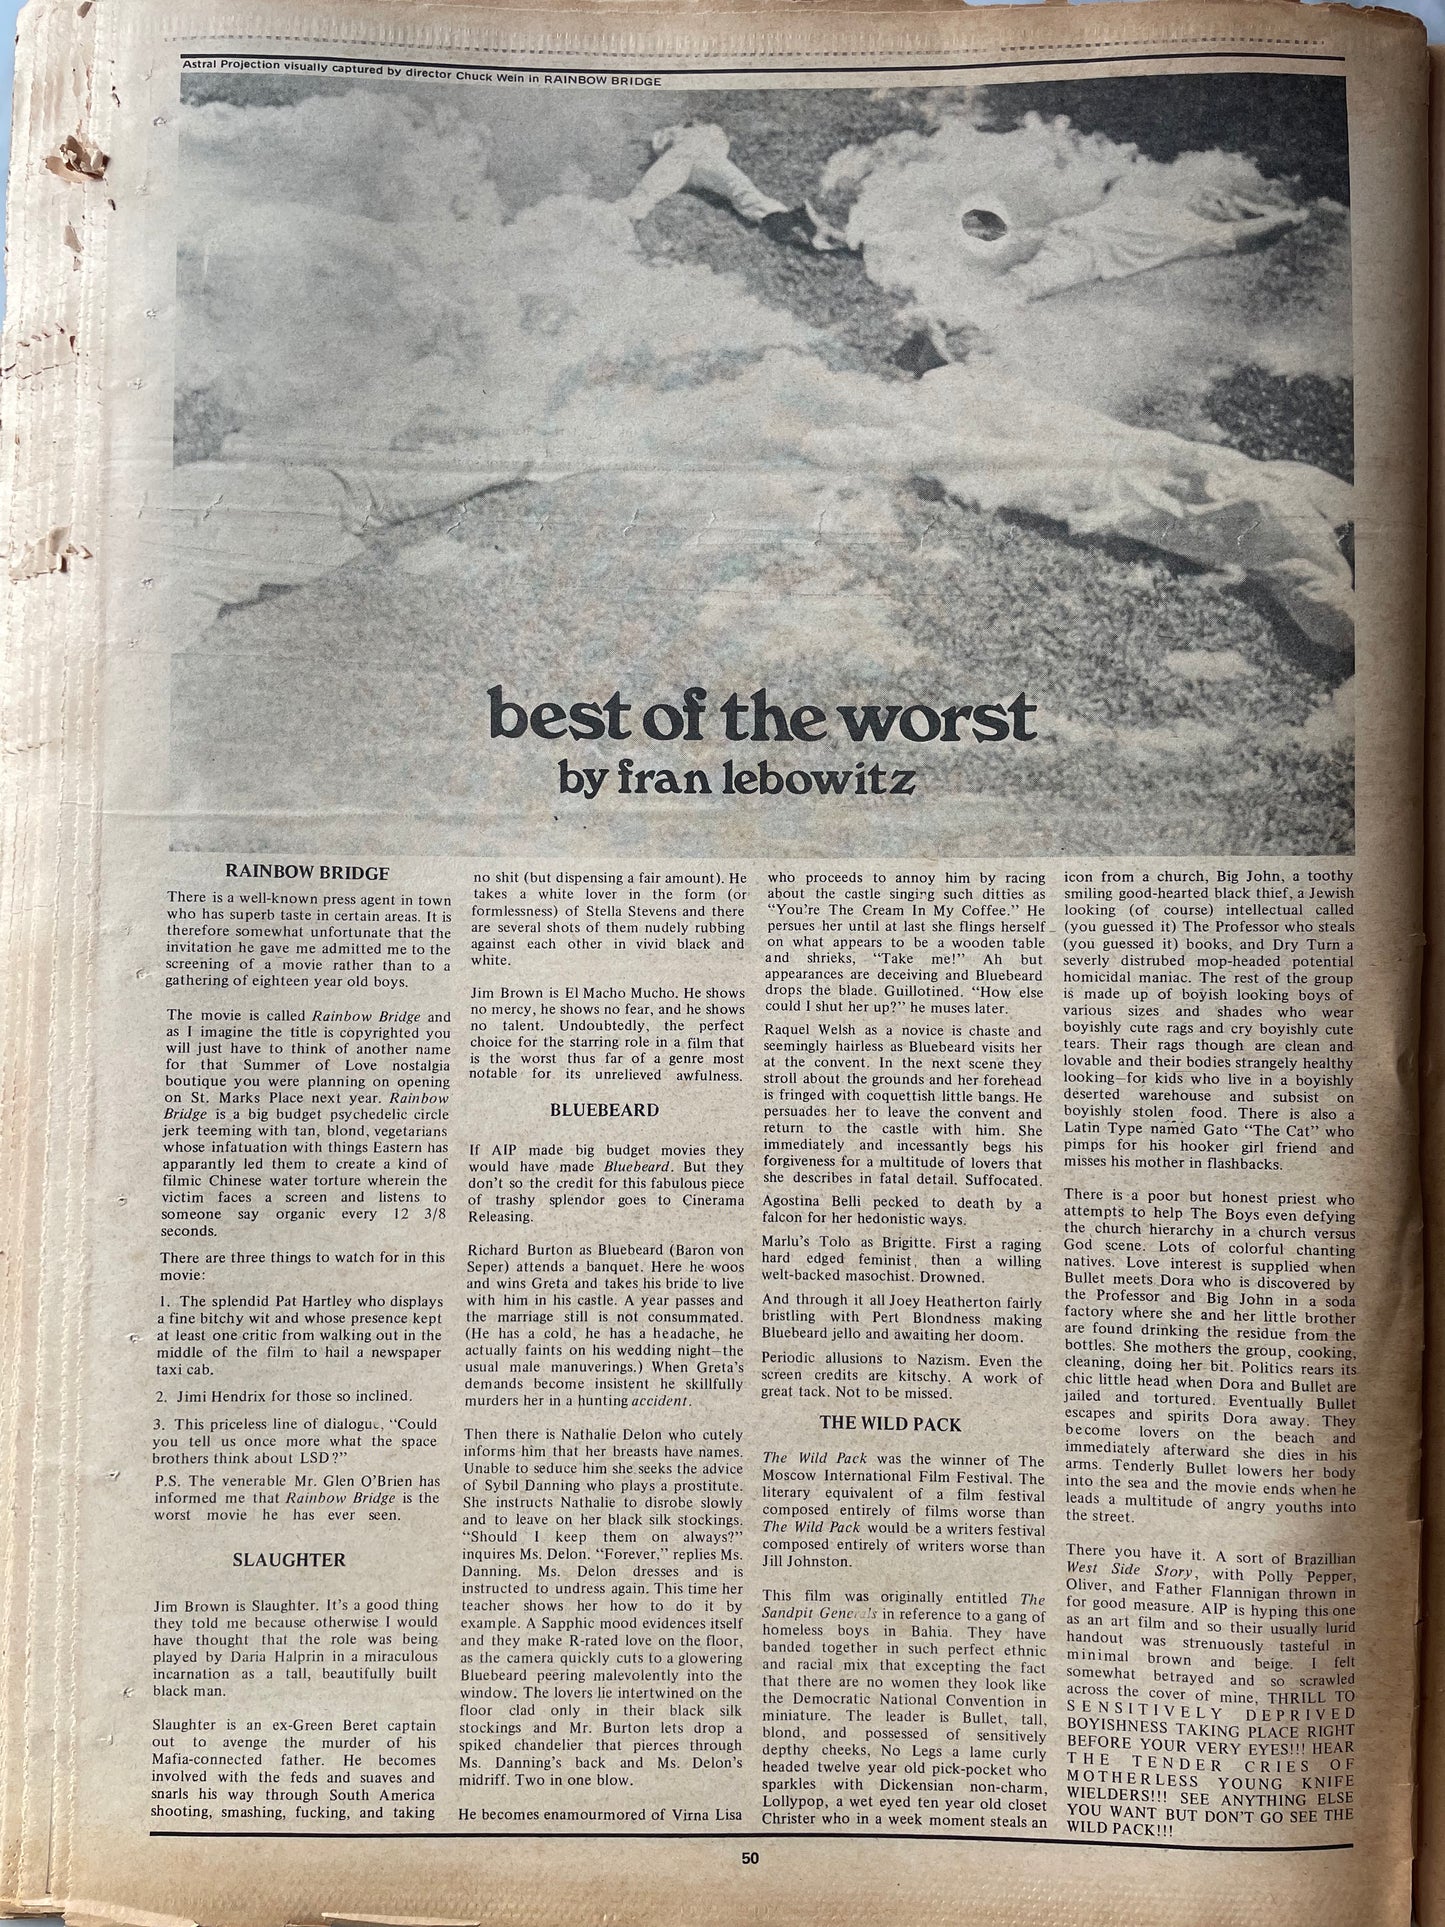 Astral Projection visually captured by director Chuck Wein in RAINBOW BRIDGE
best of the worst
by fran lebowitz
RAINBOW BRIDGE
There is a well-known press agent in town
who has superb taste in certain areas. It is
therefore somewhat unfortunate that the
invitation he gave me admitted me to the
screening of a movie rather than to a
gathering of eighteen year old boys.
The movie is called Rainbow Bridge and
as I imagine the title is copyrighted you
will just have to think of another name
for that Summer of Love nostalgia
boutique you were planning on opening
on St. Marks Place next year. Rainbow
Bridge is a big budget psychedelic circle
jerk teeming with tan, blond, vegetarians
whose infatuation with things Eastern has
apparantly led them to create a kind of
filmic Chinese water torture wherein the
victim faces a screen and listens to
someone say organic every 12 3/8
seconds.
There are three things to watch for in this
movie:
1. The splendid Pat Hartley who displays
a fine bitchy wit and whose presence kept
at least one critic from walking out in the
middle of the film to hail a newspaper
taxi cab.
2. Jimi Hendrix for those so inclined.
3. This priceless line of dialogue, "Could
you tell us once more what the space
brothers think about LSD?"
P.S. The venerable Mr. Glen O'Brien has
informed me that Rainbow Bridge is the
worst movie he has ever seen.
SLAUGHTER
Jim Brown is Slaughter. It's a good thing
they told me because otherwise I would
have thought that the role was being
played by Daria Halprin in a miraculous
incarnation as a tall, beautifully built
black man.
Slaughter is an ex-Green Beret captain
out to avenge the murder of his
Mafia-connected father. He becomes
involved with the feds and suaves and
snarls his way through South America
shooting, smashing, fucking, and taking
no shit (but dispensing a fair amount). He
takes a white lover in the form (or
formlessness) of Stella Stevens and there
are several shots of them nudely rubbing
against each other in vivid black and
white.
Jim Brown is El Macho Mucho. He shows
no mercy, he shows no fear, and he shows
no talent. Undoubtedly, the perfect
choice for the starring role in a film that
is the worst thus far of a genre most
notable for its unrelieved awfulness.
BLUEBEARD
If AIP made big budget movies they
would have made Bluebeard. But they
don't so the credit for this fabulous piece
of trashy splendor goes to Cinerama
Releasing.
Richard Burton as Bluebeard (Baron von
Seper) attends a banquet. Here he woos
and wins Greta and takes his bride to live
with him in his castle. A year passes and
the marriage still is not consummated.
(He has a cold, he has a headache, he
actually faints on his wedding night—the
usual male manuverings.) When Greta's
demands become insistent he skillfully
murders her in a hunting accident.
Then there is Nathalie Delon who cutely
informs him that her breasts have names.
Unable to seduce him she seeks the advice
of Sybil Danning who plays a prostitute.
She instructs Nathalie to disrobe slowly
and to leave on her black silk stockings.
"Should I keep them on always?"
inquires Ms. Delon. "Forever," replies Ms.
Danning. Ms. Delon dresses and is
instructed to undress again. This time her
teacher shows her how to do it by
example. A Sapphic mood evidences itself
and they make R-rated love on the floor,
as the camera quickly cuts to a glowering
Bluebeard peering malevolently into the
window. The lovers lie intertwined on the
floor clad only in their black silk
stockings and Mr. Burton lets drop a
spiked chandelier that pierces through
Ms. Danning's back and Ms. Delon's
midriff. Two in one blow.
He becomes enamourmored of Virna Lisa
who proceeds to annoy him by racing
about the castle singing such ditties as
"You're The Cream In My Coffee." He
persues her until at last she flings herself
on what appears to be a wooden table
and shrieks, "Take me!" Ah but
appearances are deceiving and Bluebeard
drops the blade. Guillotined. "How else
could I shut her up?" he muses later.
Raquel Welsh as a novice is chaste and
seemingly hairless as Bluebeard visits her
at the convent. In the next scene they
stroll about the grounds and her forehead
is fringed with coquettish little bangs. He
persuades her to leave the convent and
return to the castle with him. She
immediately and incessantly begs his
forgiveness for a multitude of lovers that
she describes in fatal detail. Suffocated.
Agostina Belli pecked to death by a
falcon for her hedonistic ways.
Marlu's Tolo as Brigitte. First a raging
hard edged feminist, then a willing
welt-backed masochist. Drowned.
And through it all Joey Heatherton fairly
bristling with Pert Blondness making
Bluebeard jello and awaiting her doom.
Periodic allusions to Nazism. Even the
screen credits are kitschy. A work of
great tack. Not to be missed.
THE WILD PACK
The Wild Pack was the winner of The
Moscow International Film Festival. The
literary equivalent of a film festival
composed entirely of films worse than
The Wild Pack would be a writers festival
composed entirely of writers worse than
Jill Johnston.
This film was originally entitled The
Sandpit Generals in reference to a gang of
homeless boys in Bahia. They have
banded together in such perfect ethnic
and racial mix that excepting the fact
that there are no women they look like
the Democratic National Convention in
miniature. The leader is Bullet, tall,
blond, and possessed of sensitively
depthy cheeks, No Legs a lame curly
headed twelve year old pick-pocket who
sparkles with Dickensian non-charm,
Lollypop, a wet eyed ten year old closet
Christer who in a week moment steals an
icon from a church, Big John, a toothy
smiling good-hearted black thief, a Jewish
looking (of course) intellectual called
(you guessed it) The Professor who steals
(you guessed it) books, and Dry Turn a
severly distrubed mop-headed potential
homicidal maniac. The rest of the group
is made up of boyish looking boys of
various sizes and shades who wear
boyishly cute rags and cry boyishly cute
tears. Their rags though are clean and
lovable and their bodies strangely healthy
looking—for kids who live in a boyishly
deserted warehouse and subsist on
boyishly stolen food. There is also a
Latin Type named Gato "The Cat" who
pimps for his hooker girl friend and
misses his mother in flashbacks.
There is a poor but honest priest who
attempts to help The Boys even defying
the church hierarchy in a church versus
God scene. Lots of colorful chanting
natives. Love interest is supplied when
Bullet meets Dora who is discovered by
the Professor and Big John in a soda
factory where she and her little brother
are found drinking the residue from the
bottles. She mothers the group, cooking,
cleaning, doing her bit. Politics rears its
chic little head when Dora and Bullet are
jailed and tortured. Eventually Bullet
escapes and spirits Dora away. They
become lovers on the beach and
immediately afterward she dies in his
arms. Tenderly Bullet lowers her body
into the sea and the movie ends when he
leads a multitude of angry youths into
the street.
There you have it. A sort of Brazillian
West Side Story, with Polly Pepper,
Oliver, and Father Flannigan thrown in
for good measure. AIP is hyping this one
as an art film and so their usually lurid
handout was strenuously tasteful in
minimal brown and beige. I felt
somewhat betrayed and so scrawled
across the cover of mine, THRILL TO
SENSITIVELY DEPRIVED
BOYISHNESS TAKING PLACE RIGHT
BEFORE YOUR VERY EYES!!! HEAR
THE TENDER CRIES OF
MOTHERLESS YOUNG KNIFE
WIELDERS!!! SEE ANYTHING ELSE
YOU WANT BUT DON'T GO SEE THE
WILD PACK!!!
50